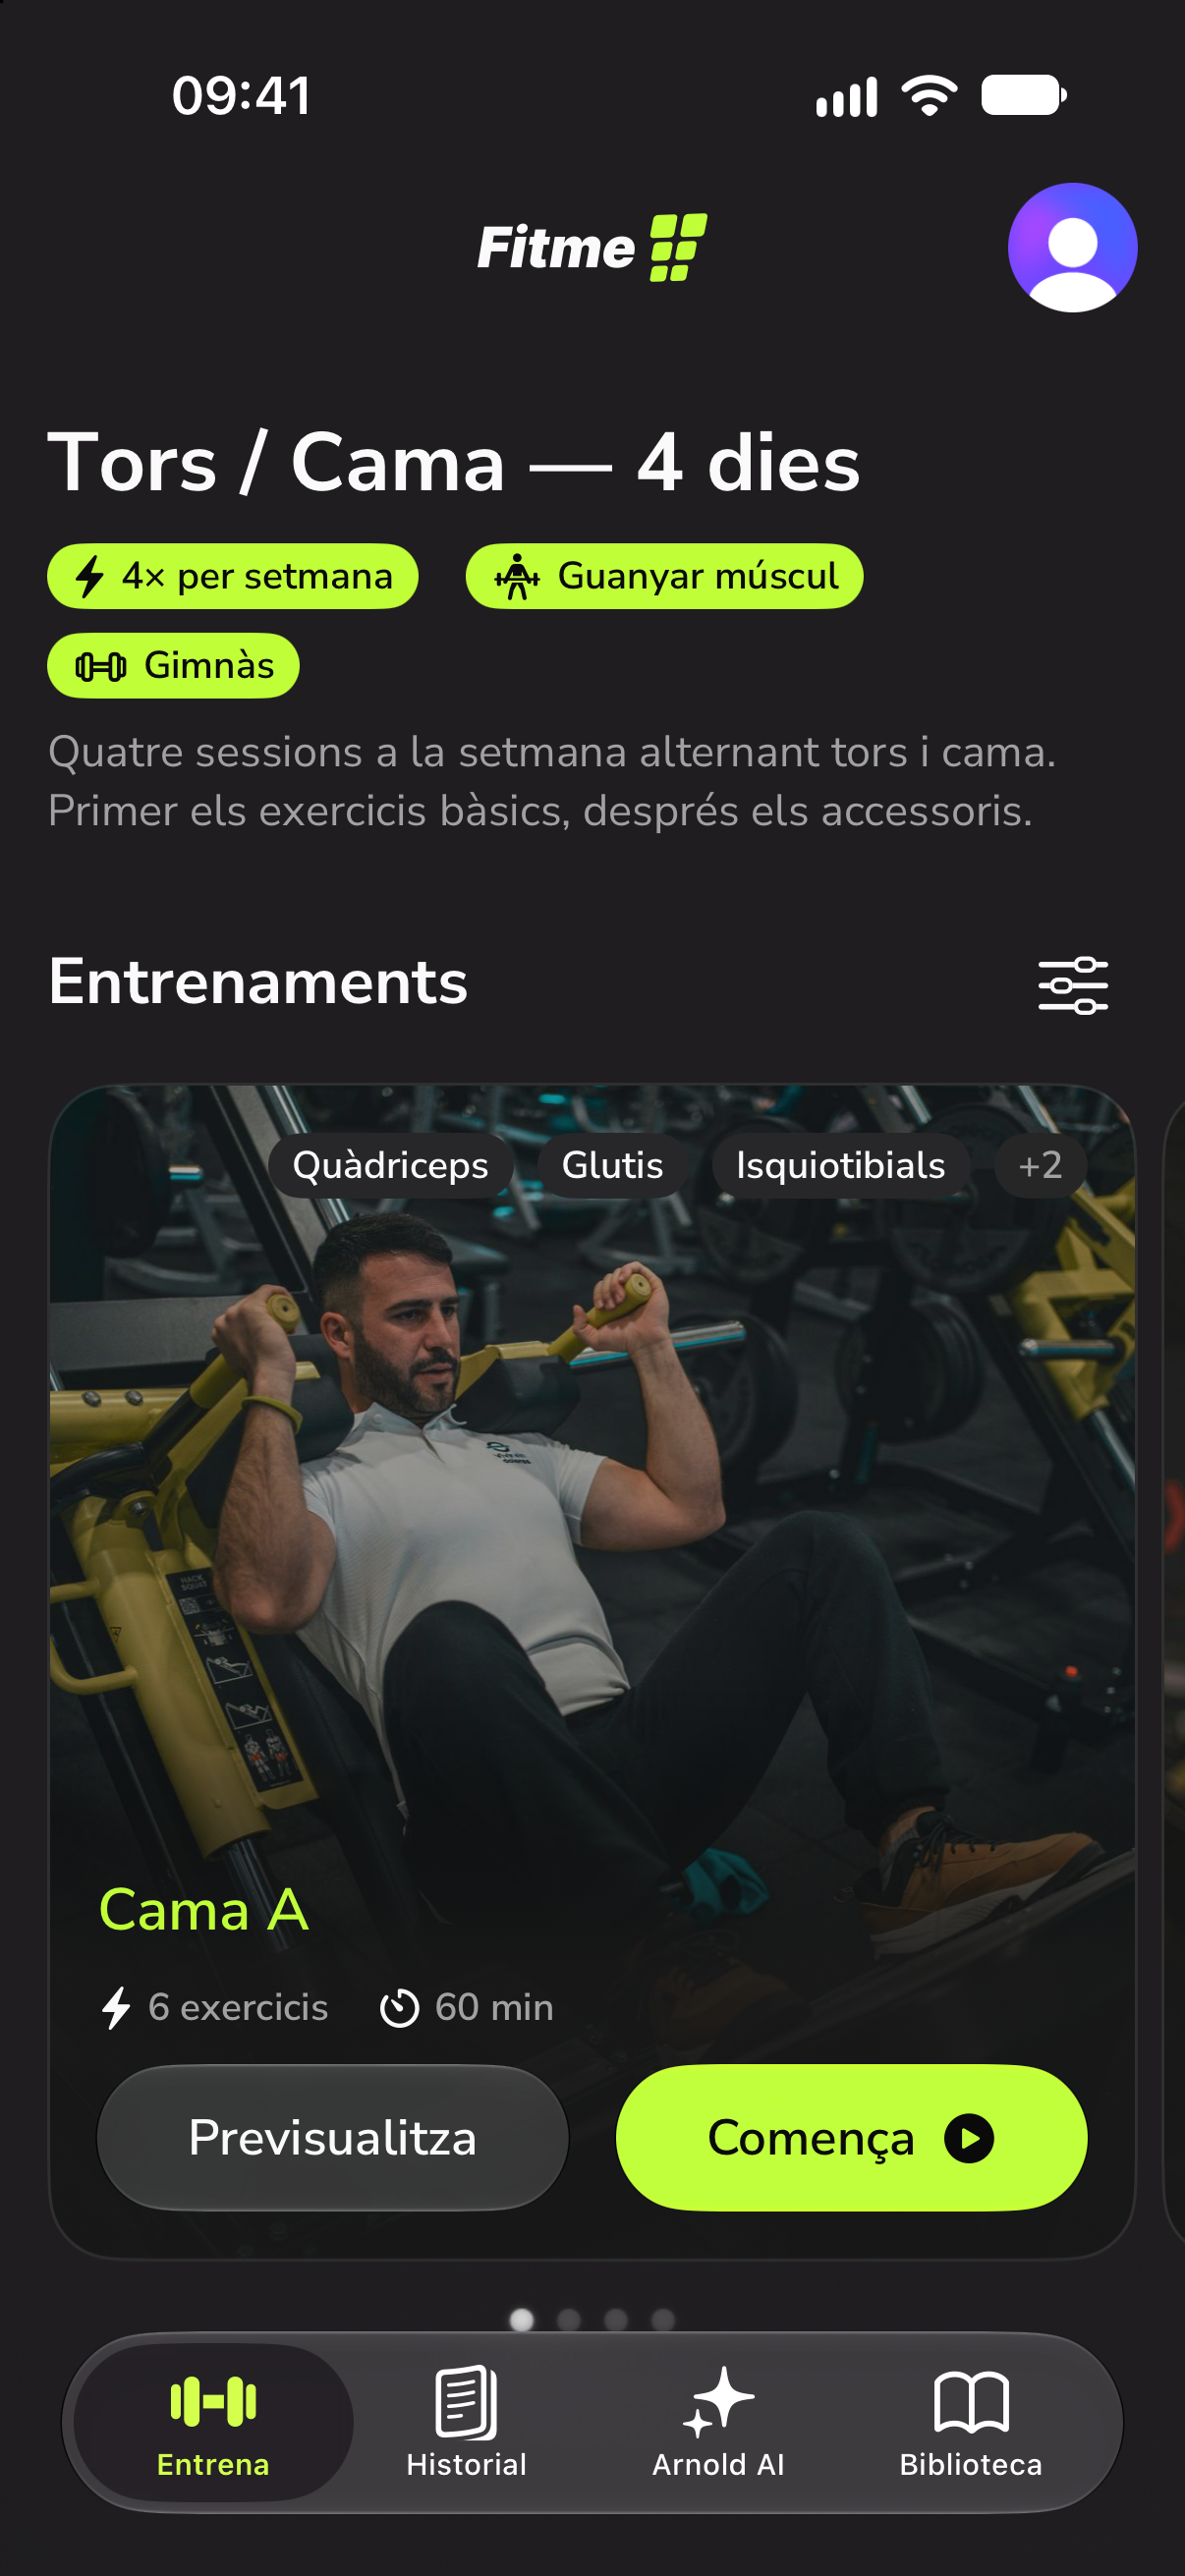 09:41
Fitme
Tors / Cama — 4 dies
4× per setmana
Guanyar múscul
Gimnàs
Quatre sessions a la setmana alternant tors i cama.
Primer els exercicis bàsics, després els accessoris.
Entrenaments
Quàdriceps
Glutis
Isquiotibials
+2
HACK
SQUAT
Cama A
6 exercicis
60 min
Previsualitza
Comença
Entrena
Historial
Arnold AI
Biblioteca